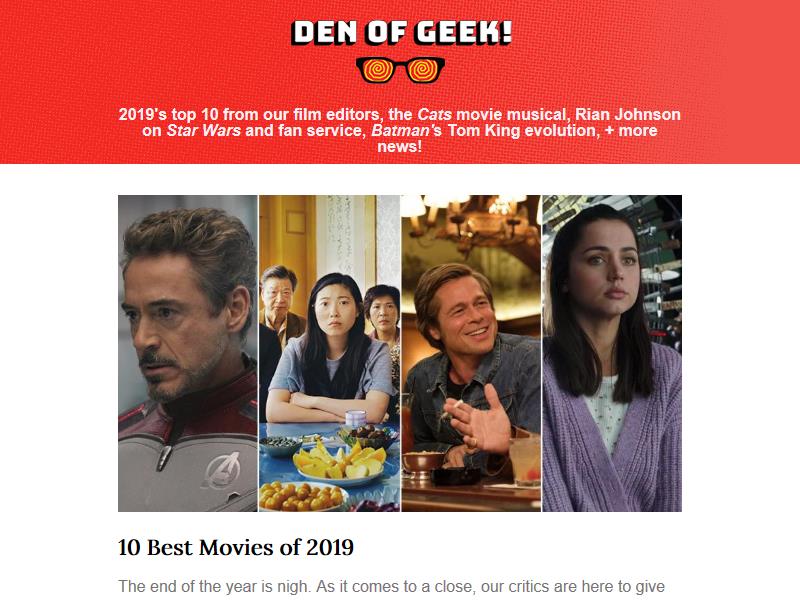 DEN OF GEEK!
2019's top 10 from our film editors, the Cats movie musical, Rian Johnson
on Star Wars and fan service, Batman's Tom King evolution, + more
news!
10 Best Movies of 2019
The end of the year is nigh. As it comes to a close, our critics are here to give